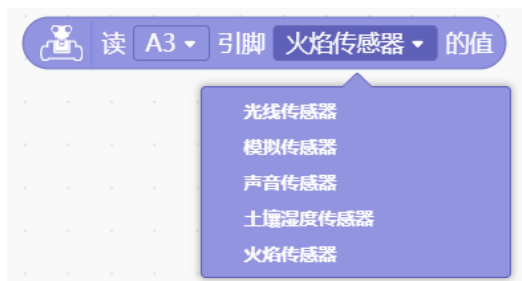 读 A3 引脚 火焰传感器 的值
光线传感器
模拟传感器
声音传感器
土壤湿度传感器
火焰传感器